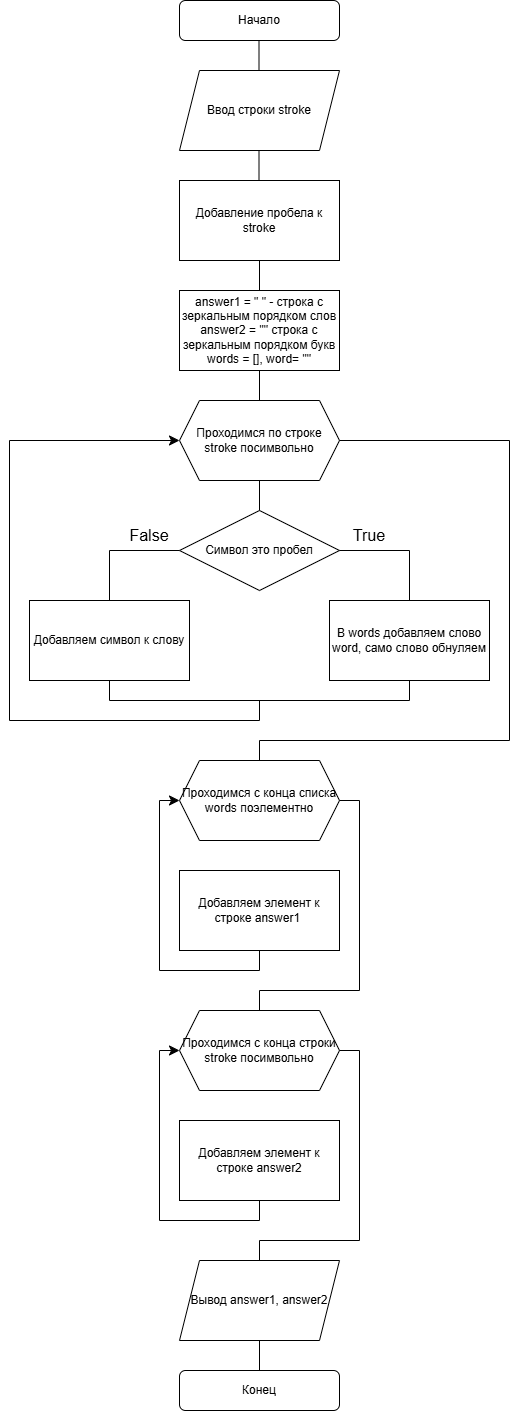 Начало
Ввод строки stroke
Добавление пробела к
stroke
answer1 = " " - строка с
зеркальным порядком слов
answer2 = "" строка с
зеркальным порядком букв
words = [], word= ""
Проходимся по строке
stroke посимвольно
Символ это пробел
False
True
Добавляем символ к слову
В words добавляем слово
word, само слово обнуляем
Проходимся с конца списка
words поэлементно
Добавляем элемент к
строке answer1
Проходимся с конца строки
stroke посимвольно
Добавляем элемент к
строке answer2
Вывод answer1, answer2
Конец